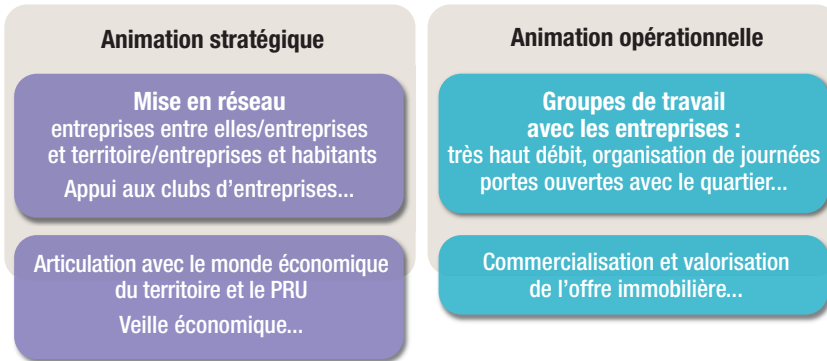 Animation stratégique
Mise en réseau
entreprises entre elles/entreprises
et territoire/entreprises et habitants
Appui aux clubs d’entreprises...
Articulation avec le monde économique
du territoire et le PRU
Veille économique...
Animation opérationnelle
Groupes de travail
avec les entreprises :
très haut débit, organisation de journées
portes ouvertes avec le quartier...
Commercialisation et valorisation
de l’offre immobilière...